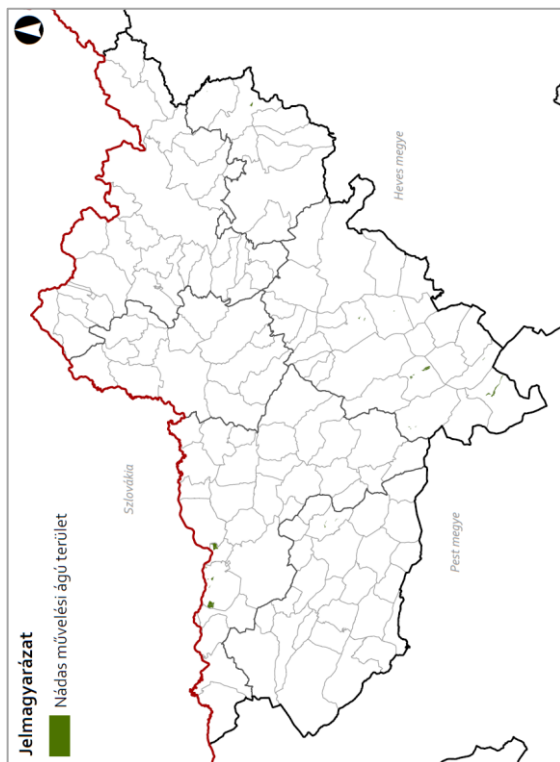 Jelmagyarázat
Nádas művelési ágú terület
Szlovákia
Heves megye
Pest megye